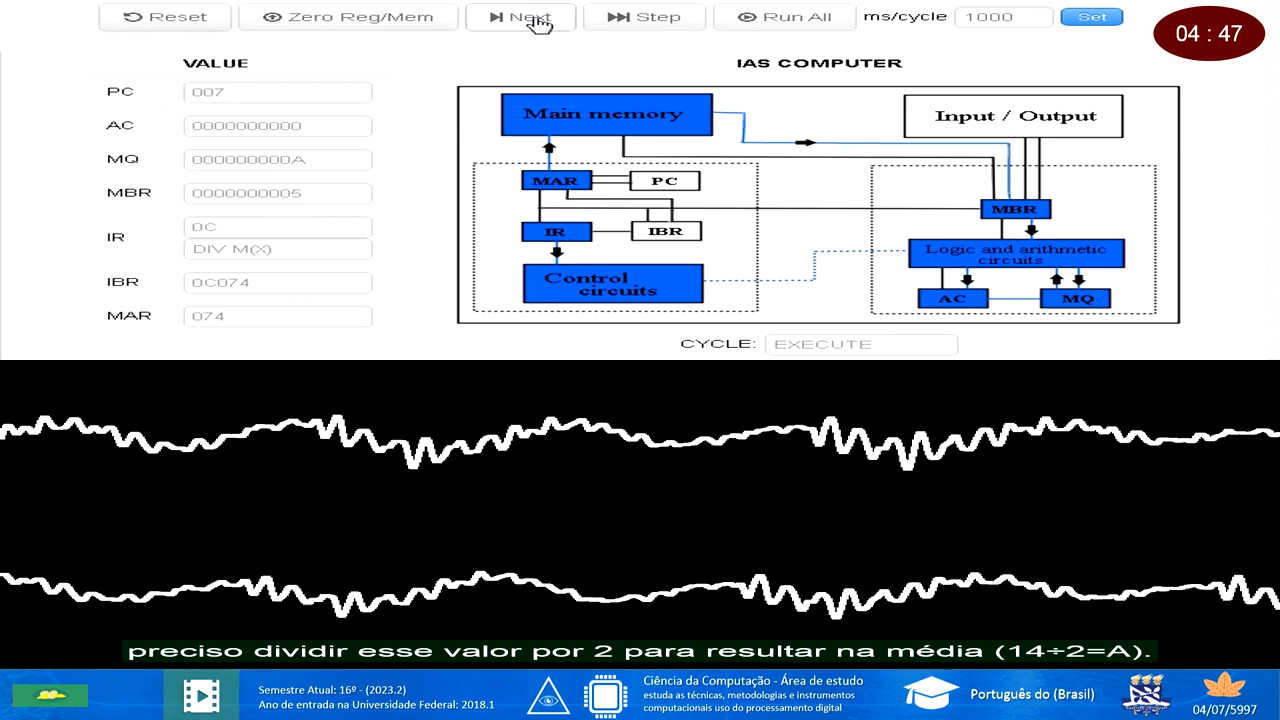 Reset Zero Reg/Mem Next Step Run All ms/cycle 1000 Set
04 : 47
VALUE
IAS COMPUTER
PC 007
AC 0000000000
MQ 000000000A
MBR 0000000005
IR 0C
DIV M(X)
IBR 0C074
MAR 074
Main memory
Input / Output
MAR
PC
MBR
IR
IBR
Logic and arithmetic
circuits
Control
circuits
AC
MQ
CYCLE: EXECUTE
preciso dividir esse valor por 2 para resultar na média (14÷2=A).
Semestre Atual: 16º - (2023.2)
Ano de entrada na Universidade Federal: 2018.1
Ciência da Computação - Área de estudo
estuda as técnicas, metodologias e instrumentos
computacionais uso do processamento digital
Português do (Brasil)
04/07/5997